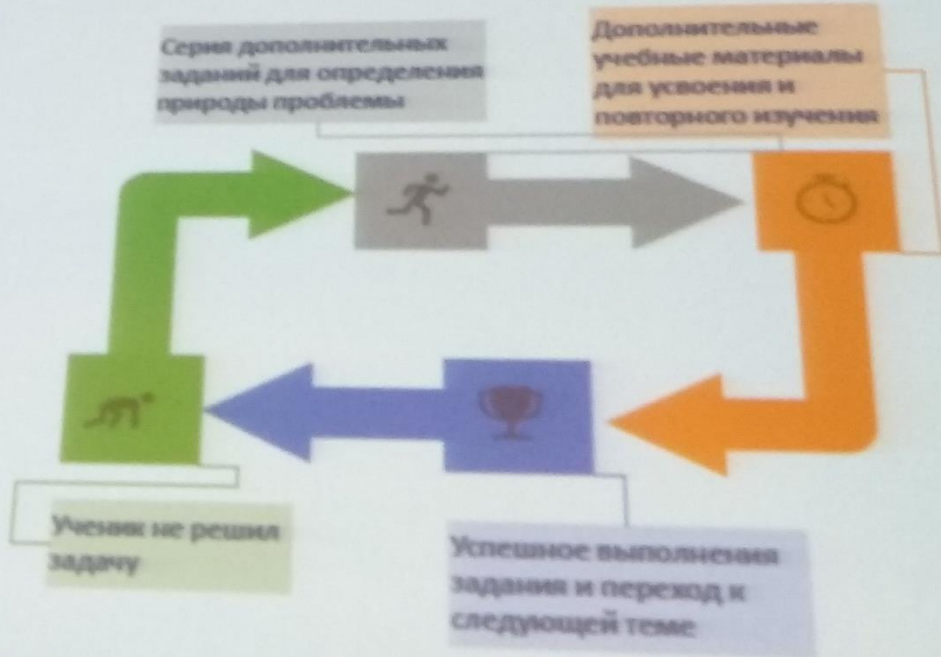 Серия дополнительных
заданий для определения
природы проблемы
Дополнительные
учебные материалы
для усвоения и
повторного изучения
Ученик не решил
задачу
Успешное выполнения
задания и переход к
следующей теме